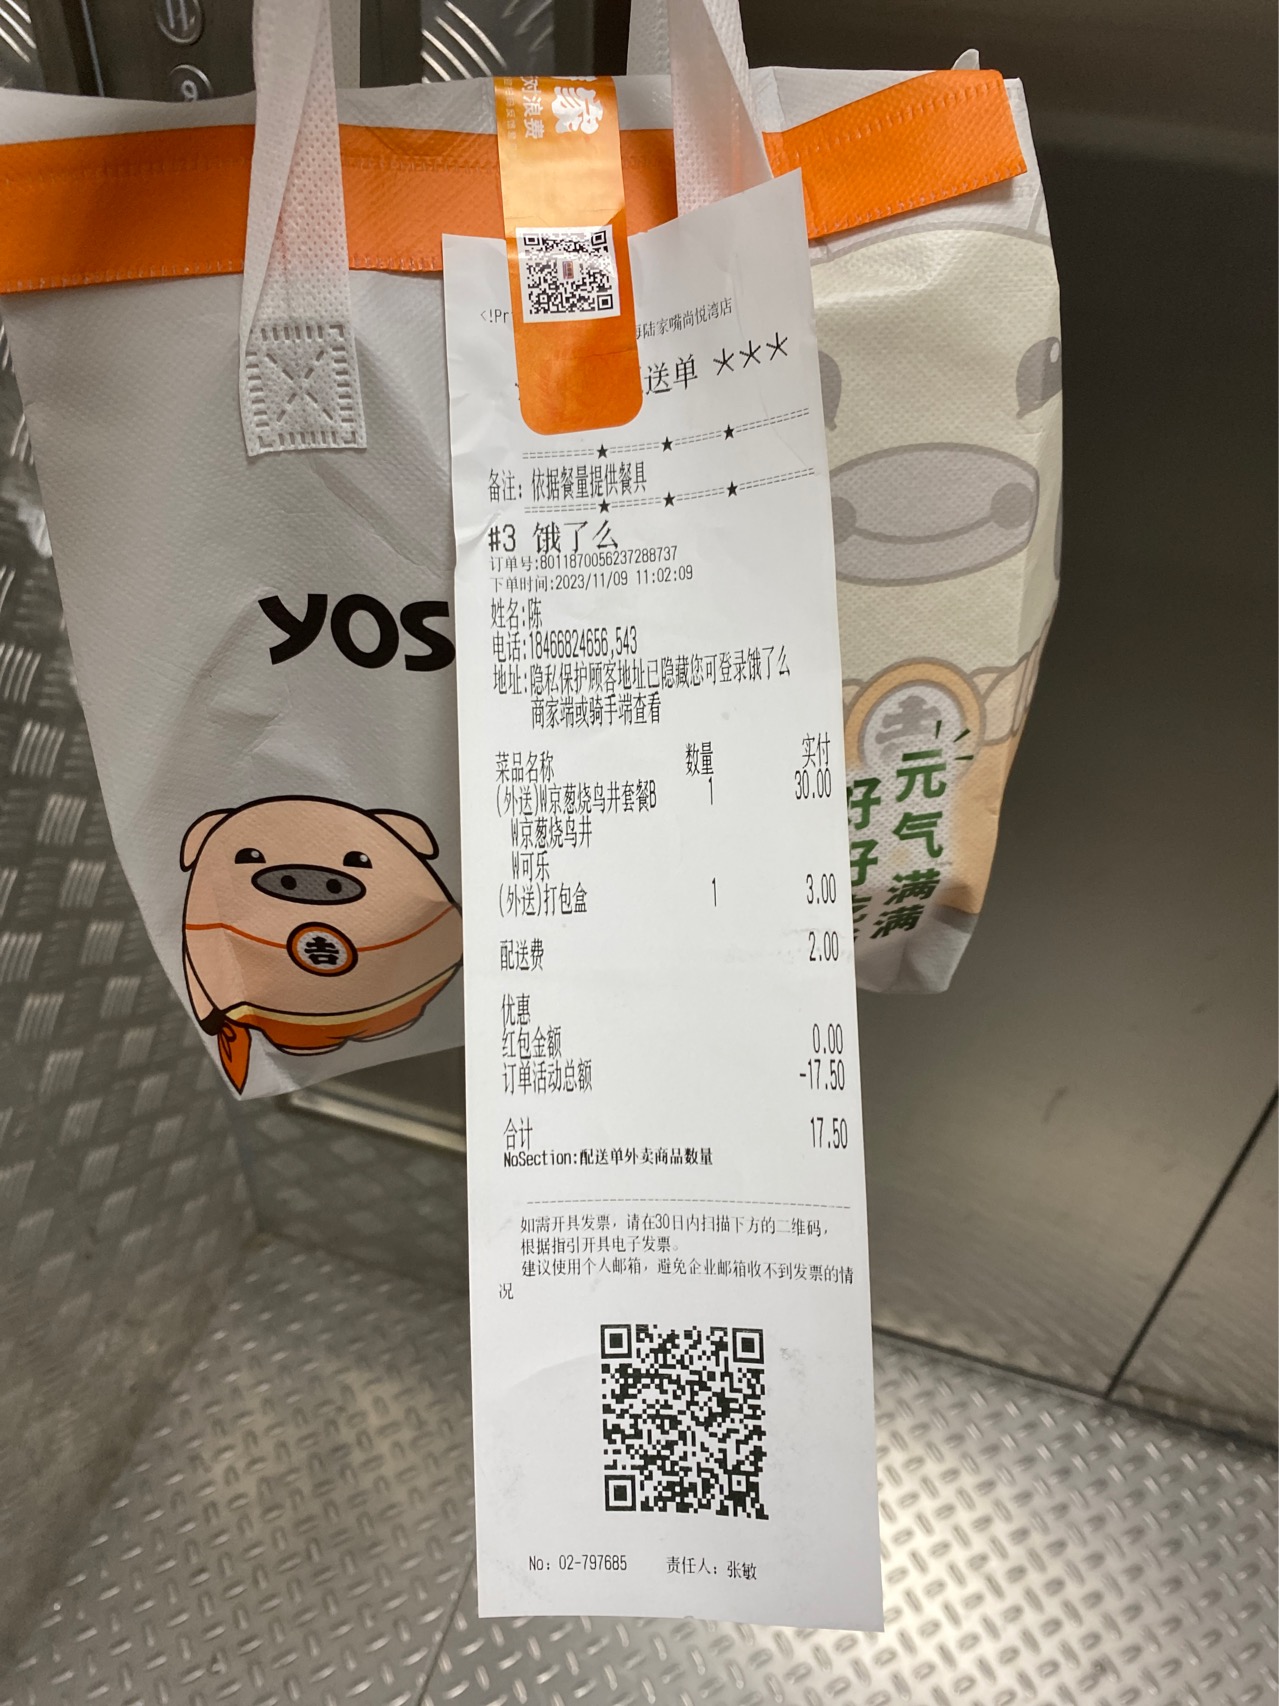 对浪费
<!Pr
陆家嘴尚悦湾店
送单 ***
备注: 依据餐量提供餐具
#3 饿了么
订单号:8011870056237288737
下单时间:2023/11/09 11:02:09
姓名:陈
电话:18466824656,543
地址:隐私保护顾客地址已隐藏您可登录饿了么
商家端或骑手端查看
菜品名称 数量 实付
(外送)W京葱烧鸟井套餐B 1 30.00
W京葱烧鸟井
W可乐
(外送)打包盒 1 3.00
配送费 2.00
优惠
红包金额 0.00
订单活动总额 -17.50
合计 17.50
NoSection:配送单外卖商品数量
如需开具发票，请在30日内扫描下方的二维码，
根据指引开具电子发票。
建议使用个人邮箱，避免企业邮箱收不到发票的情
况
No: 02-797685 责任人: 张敏
YOS
吉
吉
元气满满
好好
9